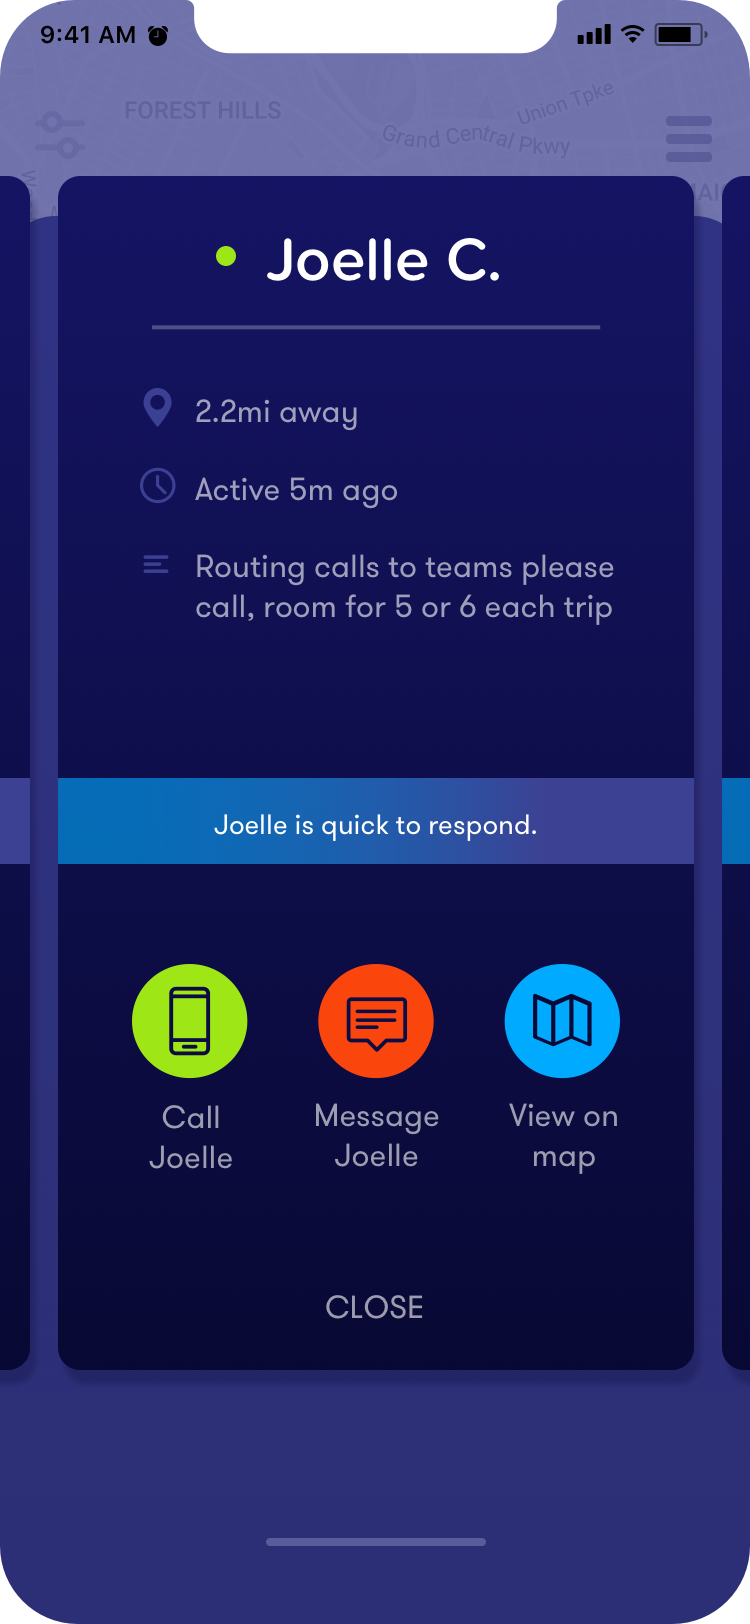 9:41 AM
FOREST HILLS
Union Tpke
Grand Central Pkwy
Joelle C.
2.2mi away
Active 5m ago
Routing calls to teams please
call, room for 5 or 6 each trip
Joelle is quick to respond.
Call
Joelle
Message
Joelle
View on
map
CLOSE